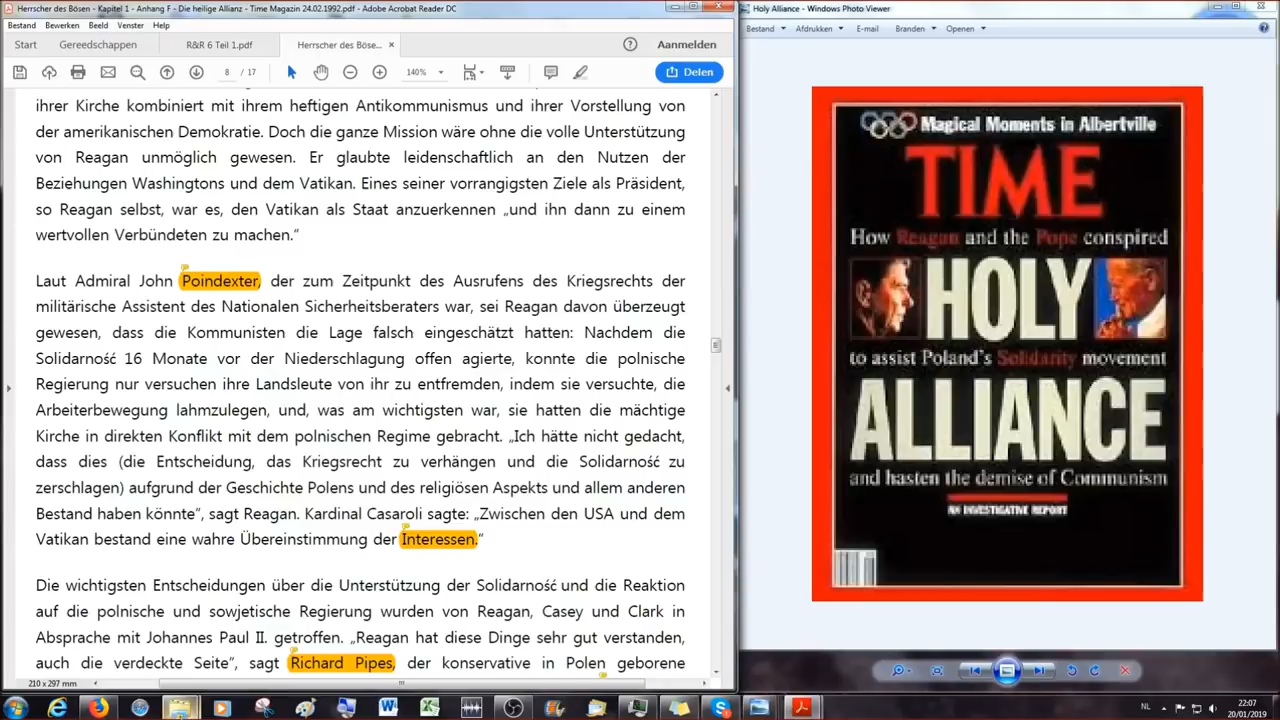 Herrscher des Bösen - Kapitel 1 - Anhang F - Die heilige Allianz - Time Magazin 24.02.1992.pdf - Adobe Acrobat Reader DC
Bestand Bewerken Beeld Venster Help
Start Gereedschappen R&R 6 Teil 1.pdf Herrscher des Böse... × Aanmelden
8 / 17 140% Delen
ihrer Kirche kombiniert mit ihrem heftigen Antikommunismus und ihrer Vorstellung von
der amerikanischen Demokratie. Doch die ganze Mission wäre ohne die volle Unterstützung
von Reagan unmöglich gewesen. Er glaubte leidenschaftlich an den Nutzen der
Beziehungen Washingtons und dem Vatikan. Eines seiner vorrangigsten Ziele als Präsident,
so Reagan selbst, war es, den Vatikan als Staat anzuerkennen „und ihn dann zu einem
wertvollen Verbündeten zu machen.“
Laut Admiral John Poindexter, der zum Zeitpunkt des Ausrufens des Kriegsrechts der
militärische Assistent des Nationalen Sicherheitsberaters war, sei Reagan davon überzeugt
gewesen, dass die Kommunisten die Lage falsch eingeschätzt hatten: Nachdem die
Solidarność 16 Monate vor der Niederschlagung offen agierte, konnte die polnische
Regierung nur versuchen ihre Landsleute von ihr zu entfremden, indem sie versuchte, die
Arbeiterbewegung lahmzulegen, und, was am wichtigsten war, sie hatten die mächtige
Kirche in direkten Konflikt mit dem polnischen Regime gebracht. „Ich hätte nicht gedacht,
dass dies (die Entscheidung, das Kriegsrecht zu verhängen und die Solidarność zu
zerschlagen) aufgrund der Geschichte Polens und des religiösen Aspekts und allem anderen
Bestand haben könnte“, sagt Reagan. Kardinal Casaroli sagte: „Zwischen den USA und dem
Vatikan bestand eine wahre Übereinstimmung der Interessen.“
Die wichtigsten Entscheidungen über die Unterstützung der Solidarność und die Reaktion
auf die polnische und sowjetische Regierung wurden von Reagan, Casey und Clark in
Absprache mit Johannes Paul II. getroffen. „Reagan hat diese Dinge sehr gut verstanden,
auch die verdeckte Seite“, sagt Richard Pipes, der konservative in Polen geborene
210 x 297 mm
Holy Alliance - Windows Photo Viewer
Bestand Afdrukken E-mail Branden Openen
Magical Moments in Albertville
TIME
How Reagan and the Pope conspired
HOLY
to assist Poland's Solidarity movement
ALLIANCE
and hasten the demise of Communism
AN INVESTIGATIVE REPORT
NL 22:07
20/01/2019